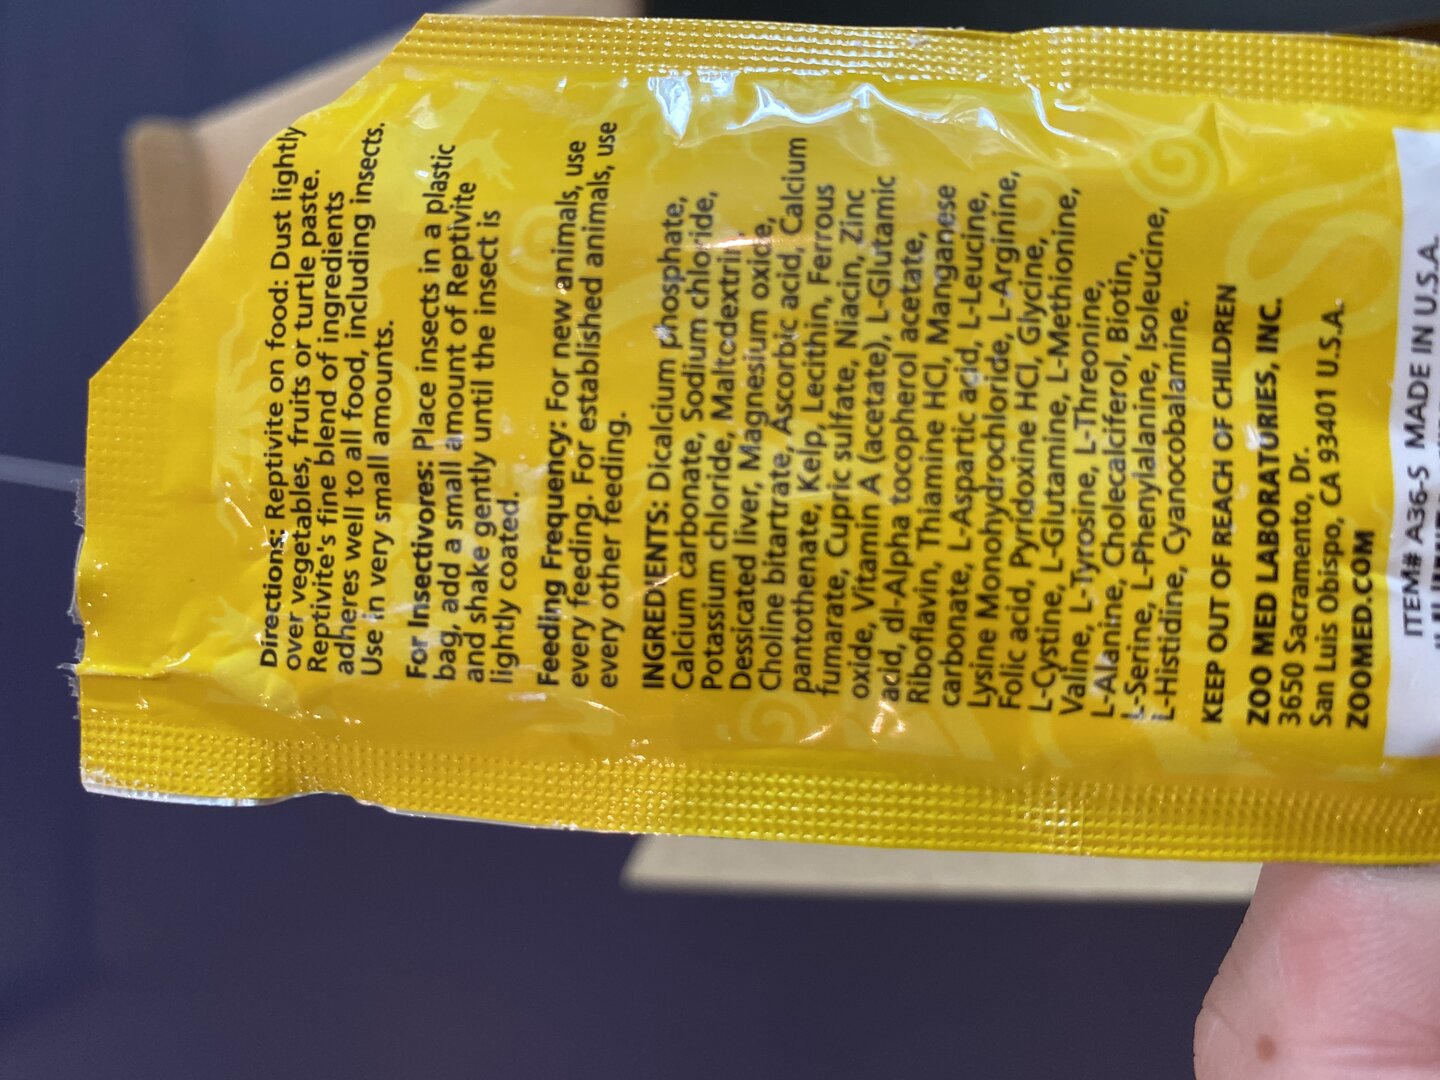 Directions: Reptivite on food: Dust lightly
over vegetables, fruits or turtle paste.
Reptivite's fine blend of ingredients
adheres well to all food, including insects.
Use in very small amounts.
For Insectivores: Place insects in a plastic
bag, add a small amount of Reptivite
and shake gently until the insect is
lightly coated.
Feeding Frequency: For new animals, use
every feeding. For established animals, use
every other feeding.
INGREDIENTS: Dicalcium phosphate,
Calcium carbonate, Sodium chloride,
Potassium chloride, Maltodextrin,
Dessicated liver, Magnesium oxide,
Choline bitartrate, Ascorbic acid, Calcium
pantothenate, Kelp, Lecithin, Ferrous
fumarate, Cupric sulfate, Niacin, Zinc
oxide, Vitamin A (acetate), L-Glutamic
acid, dl-Alpha tocopherol acetate,
Riboflavin, Thiamine HCl, Manganese
carbonate, L-Aspartic acid, L-Leucine,
Lysine Monohydrochloride, L-Arginine,
Folic acid, Pyridoxine HCl, Glycine,
L-Cystine, L-Glutamine, L-Methionine,
Valine, L-Tyrosine, L-Threonine,
L-Alanine, Cholecalciferol, Biotin,
L-Serine, L-Phenylalanine, Isoleucine,
L-Histidine, Cyanocobalamine.
KEEP OUT OF REACH OF CHILDREN
ZOO MED LABORATORIES, INC.
3650 Sacramento, Dr.
San Luis Obispo, CA 93401 U.S.A.
ZOOMED.COM
ITEM# A36-S MADE IN U.S.A.